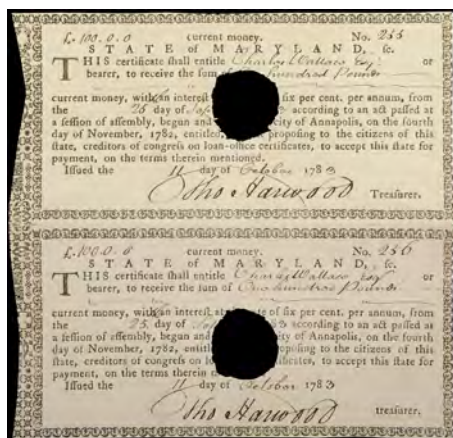 £.100.0.0 current money. No. 255
STATE of MARYLAND, ſc.
THIS certificate shall entitle Charles Wallace Esqr or
bearer, to receive the sum of hundred Pounds
current money, with an interest six per cent. per annum, from
the 25 day of according to an act passed at
a session of assembly, begun and city of Annapolis, on the fourth
day of November, 1782, entitled, proposing to the citizens of this
state, creditors of congress on loan-office certificates, to accept this state for
payment, on the terms therein mentioned.
Issued the 11 day of October 1783
Tho Harwood Treasurer.
£.100.0.0 current money. No. 256
STATE of MARYLAND, ſc.
THIS certificate shall entitle Charles Wallace Esqr or
bearer, to receive the sum of One hundred Pounds
current money, with an interest at of six per cent. per annum, from
the 25 day of according to an act passed at
a session of assembly, begun and city of Annapolis, on the fourth
day of November, 1782, proposing to the citizens of this
state, creditors of congress on to accept this state for
payment, on the terms therein
Issued the 11 day of October 1783
Tho Harwood treasurer.